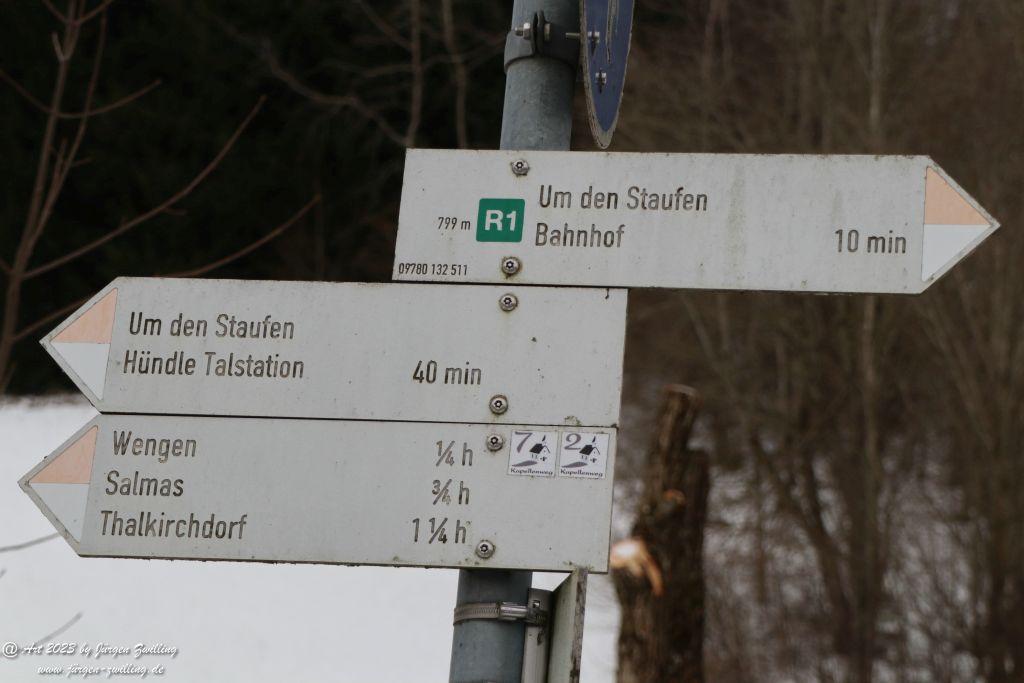 Um den Staufen
799 m R1 Bahnhof 10 min
09780 132 511
Um den Staufen
Hündle Talstation 40 min
Wengen ¼ h
Salmas ¾ h
Thalkirchdorf 1 ¼ h
7 2
Kapellenweg Kapellenweg
@ Art 2023 by Jürgen Zwilling
www.jürgen-zwilling.de